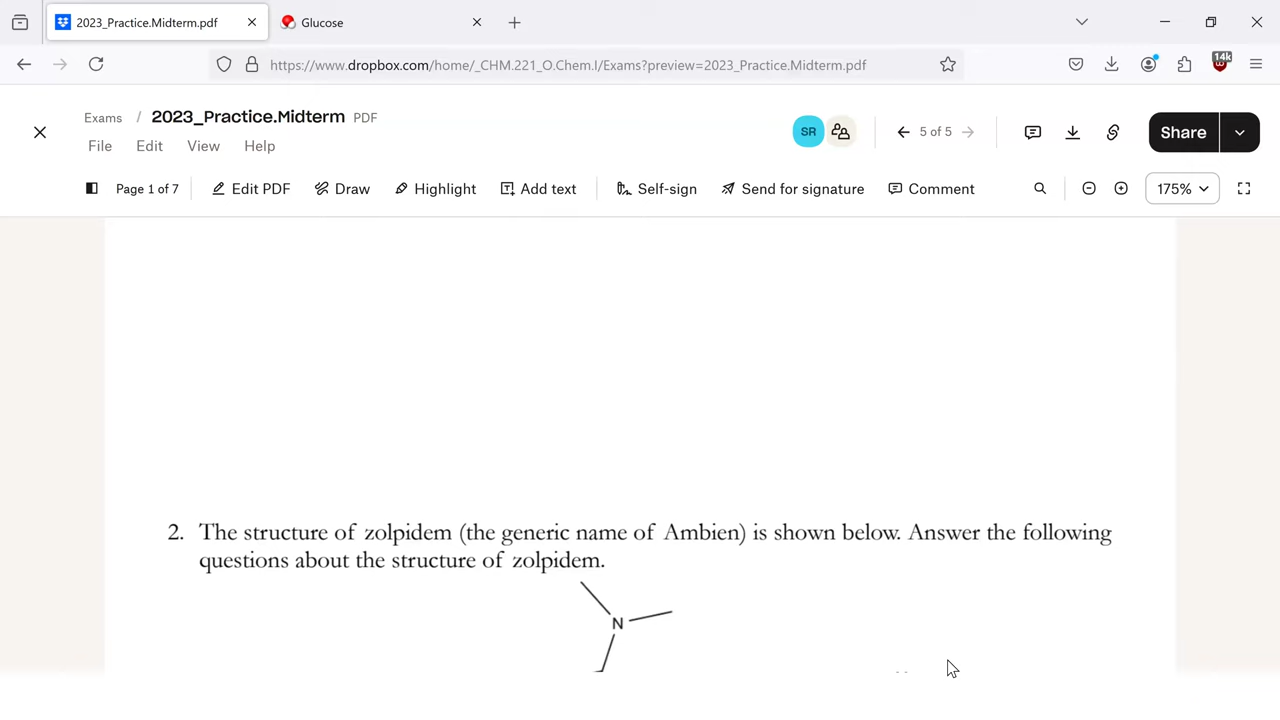 2023_Practice.Midterm.pdf
Glucose
https://www.dropbox.com/home/_CHM.221_O.Chem.I/Exams?preview=2023_Practice.Midterm.pdf
14k
Exams / 2023_Practice.Midterm PDF
File Edit View Help
SR
5 of 5
Share
Page 1 of 7
Edit PDF
Draw
Highlight
Add text
Self-sign
Send for signature
Comment
175%
2. The structure of zolpidem (the generic name of Ambien) is shown below. Answer the following
questions about the structure of zolpidem.
N